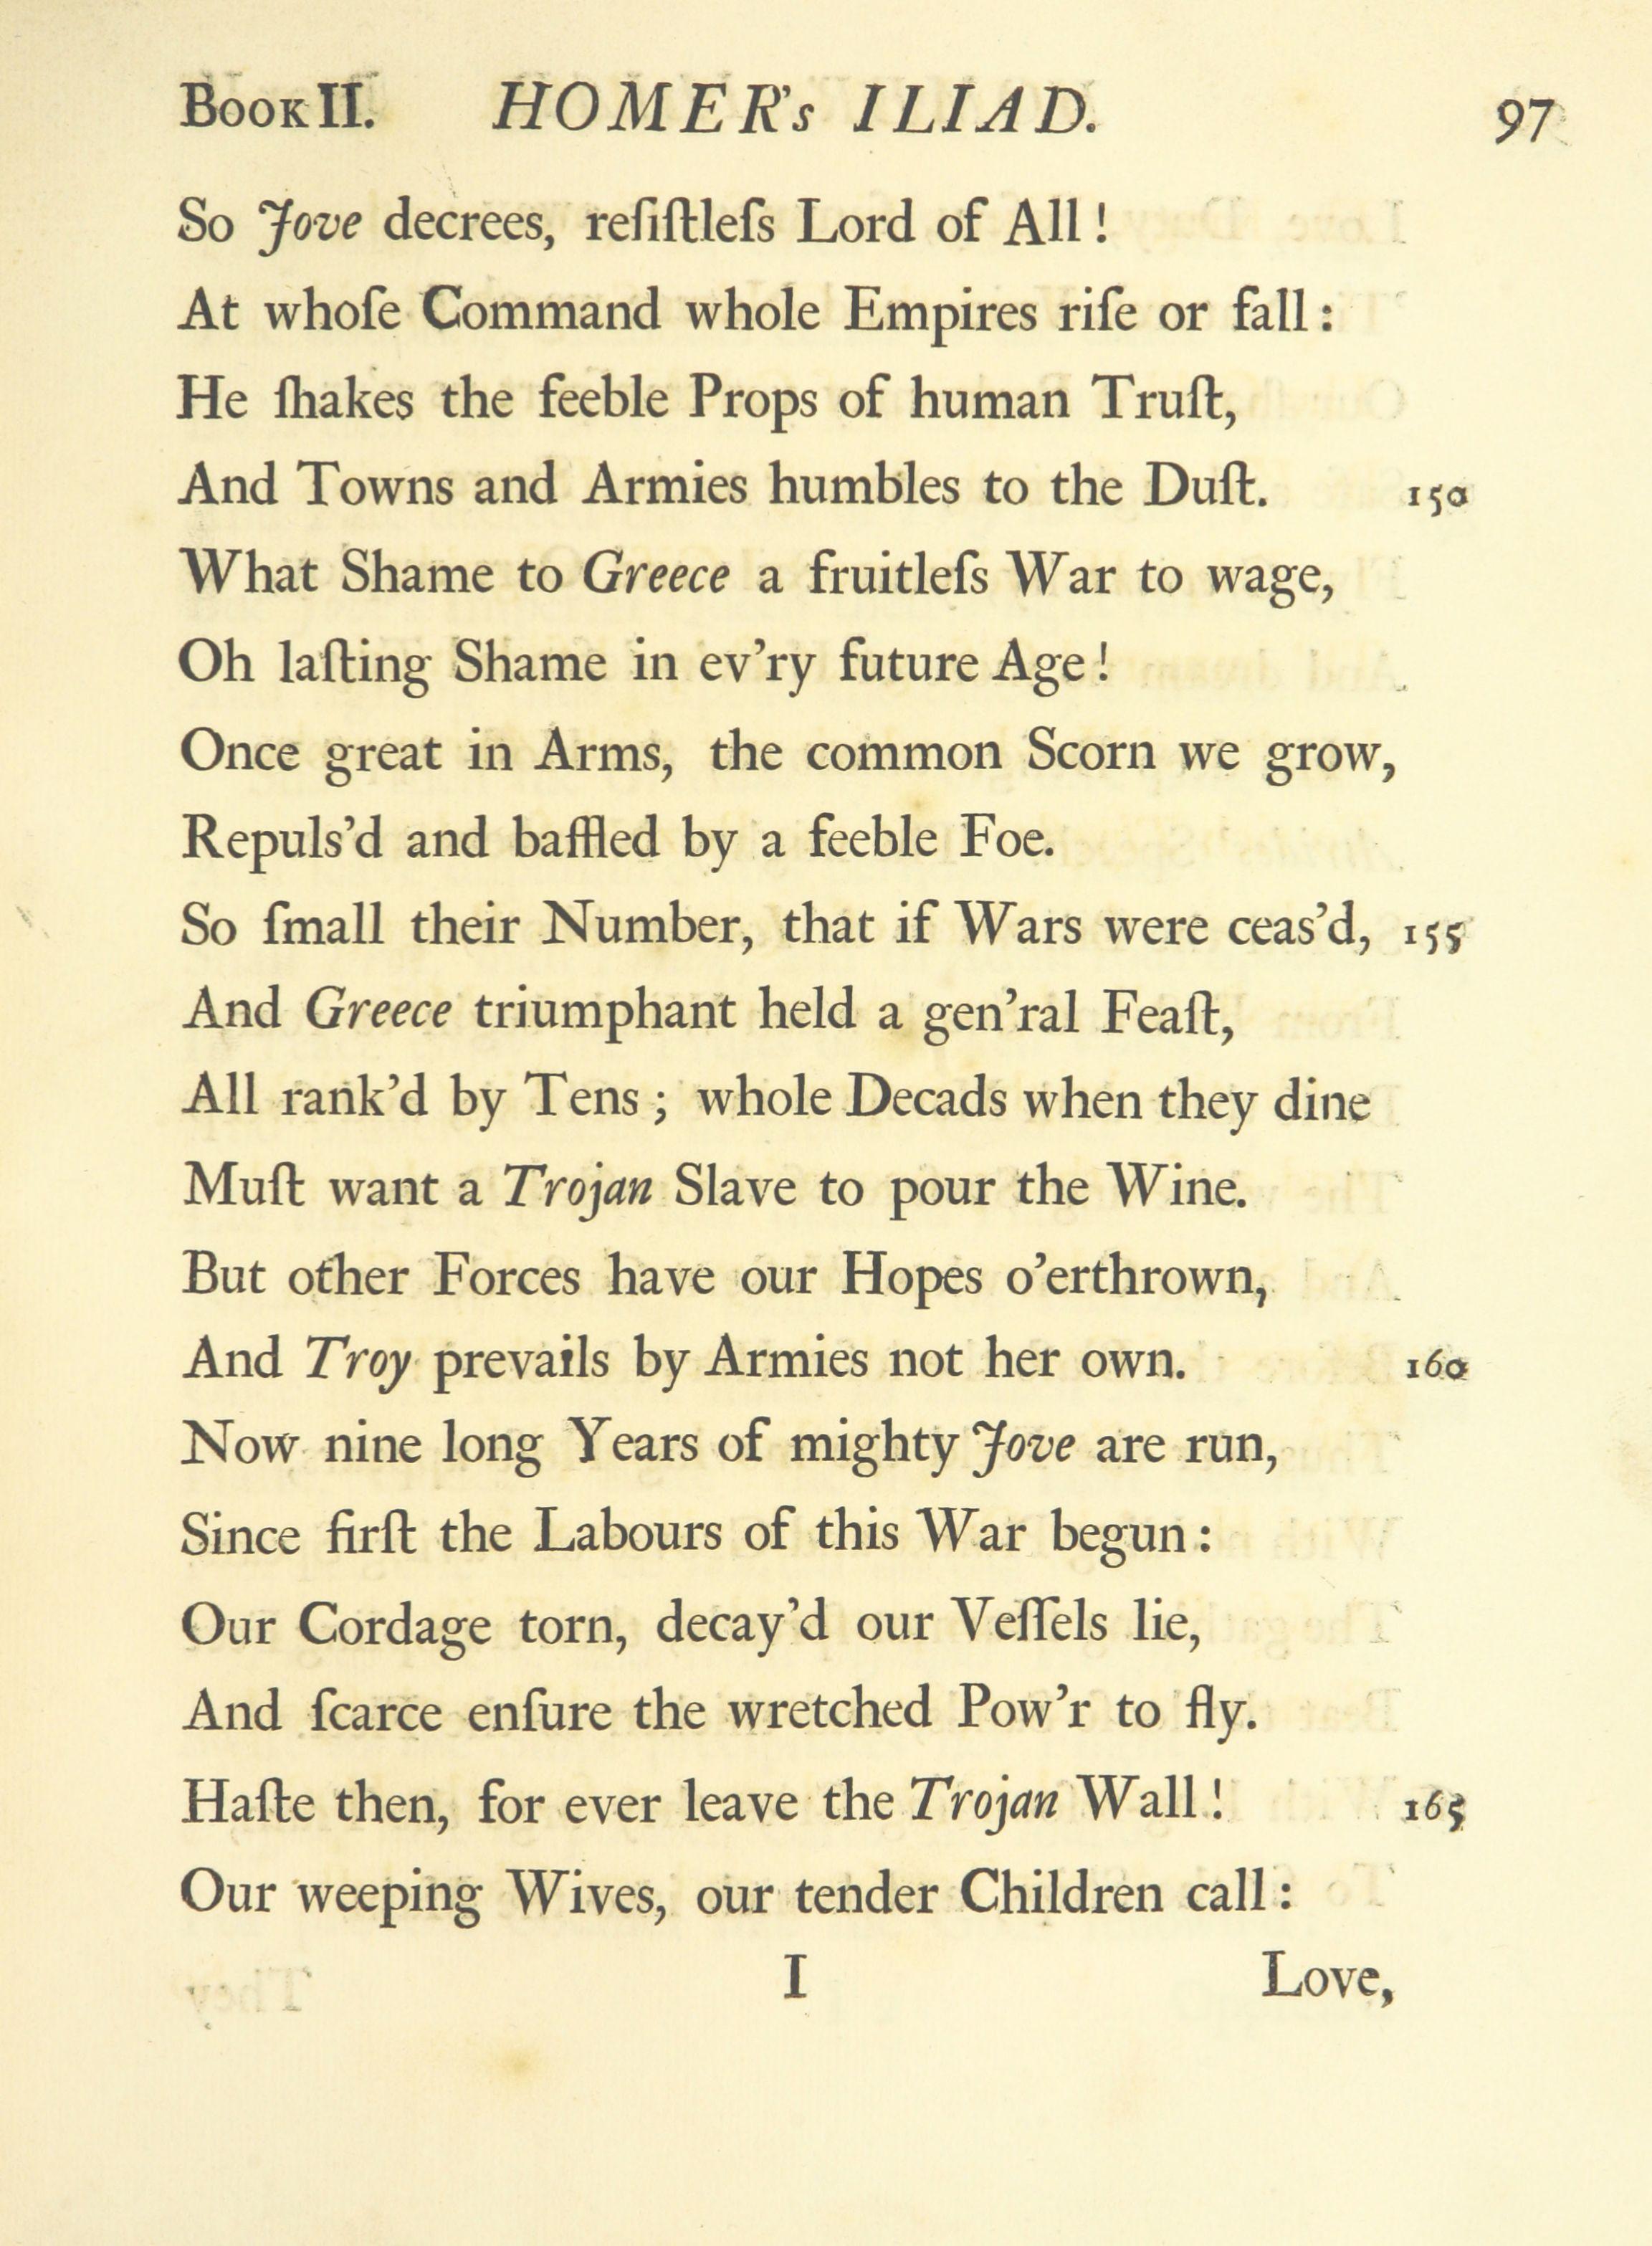 BOOK II. HOMER's ILIAD. 97
So Jove decrees, resiſtleſs Lord of All !
At whoſe Command whole Empires riſe or fall :
He ſhakes the feeble Props of human Truſt,
And Towns and Armies humbles to the Duſt. 150
What Shame to Greece a fruitleſs War to wage,
Oh laſting Shame in ev'ry future Age !
Once great in Arms, the common Scorn we grow,
Repuls'd and baffled by a feeble Foe.
So ſmall their Number, that if Wars were ceas'd, 155
And Greece triumphant held a gen'ral Feaſt,
All rank'd by Tens ; whole Decads when they dine
Muſt want a Trojan Slave to pour the Wine.
But other Forces have our Hopes o'erthrown,
And Troy prevails by Armies not her own. 160
Now nine long Years of mighty Jove are run,
Since firſt the Labours of this War begun :
Our Cordage torn, decay'd our Veſſels lie,
And ſcarce enſure the wretched Pow'r to fly.
Haſte then, for ever leave the Trojan Wall ! 165
Our weeping Wives, our tender Children call :
I Love,